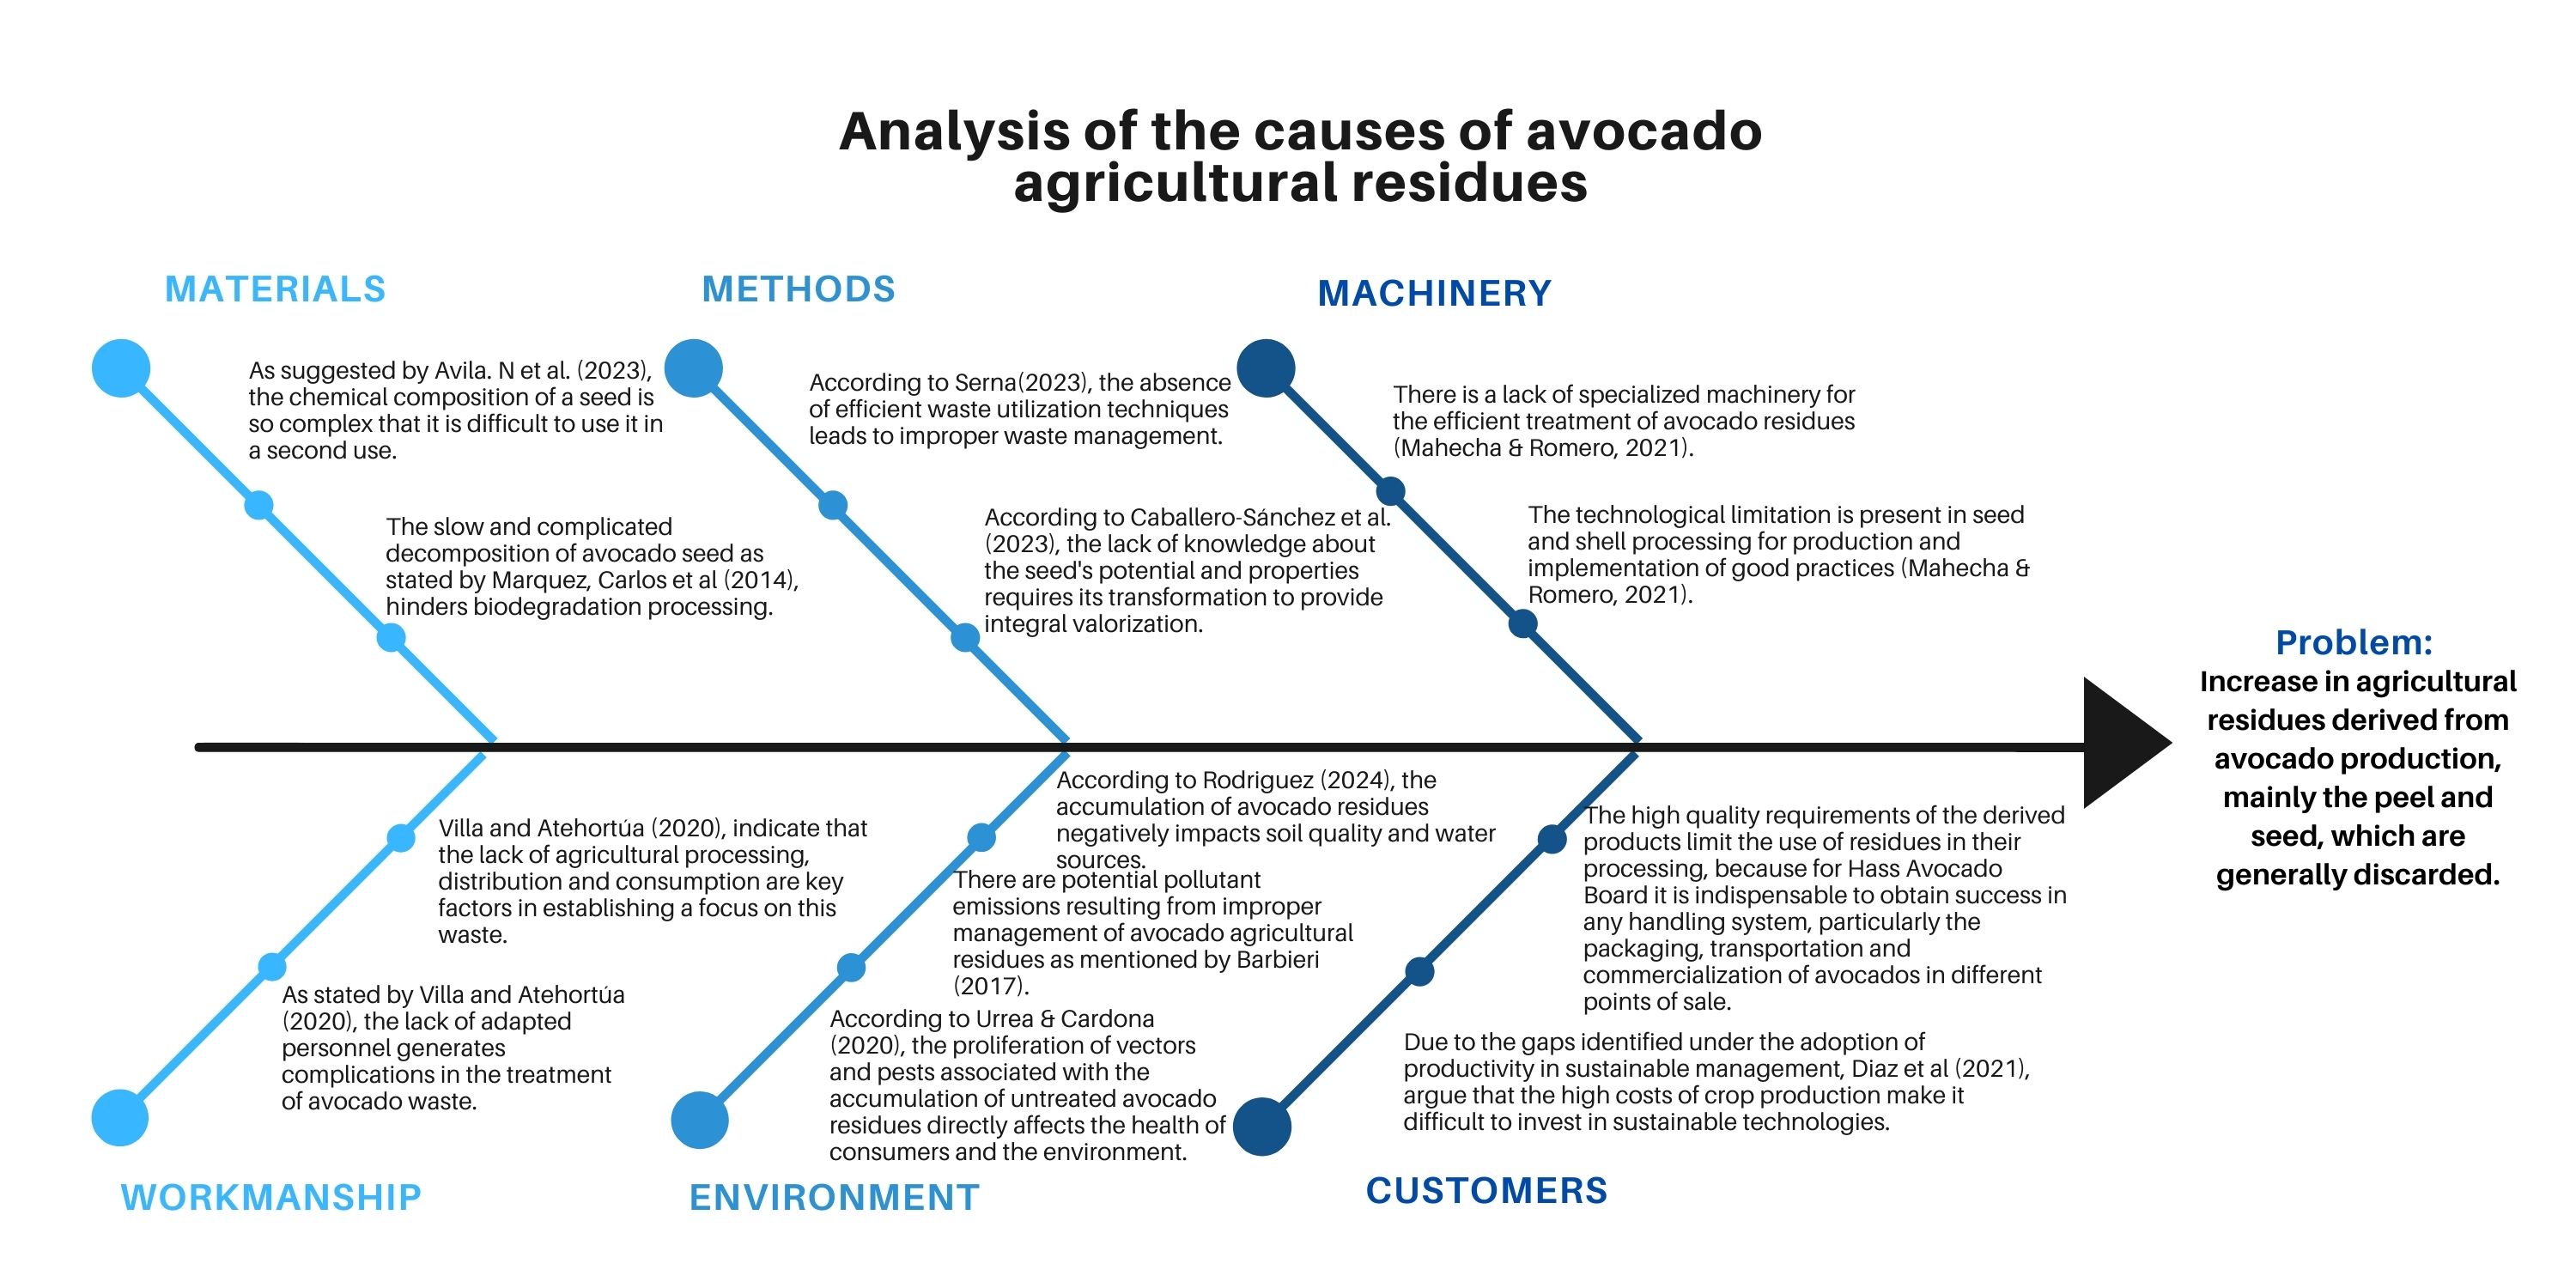 Analysis of the causes of avocado
agricultural residues
MATERIALS
As suggested by Avila. N et al. (2023),
the chemical composition of a seed is
so complex that it is difficult to use it in
a second use.
The slow and complicated
decomposition of avocado seed as
stated by Marquez, Carlos et al (2014),
hinders biodegradation processing.
METHODS
According to Serna(2023), the absence
of efficient waste utilization techniques
leads to improper waste management.
According to Caballero-Sánchez et al.
(2023), the lack of knowledge about
the seed's potential and properties
requires its transformation to provide
integral valorization.
MACHINERY
There is a lack of specialized machinery for
the efficient treatment of avocado residues
(Mahecha & Romero, 2021).
The technological limitation is present in seed
and shell processing for production and
implementation of good practices (Mahecha &
Romero, 2021).
Problem:
Increase in agricultural
residues derived from
avocado production,
mainly the peel and
seed, which are
generally discarded.
Villa and Atehortúa (2020), indicate that
the lack of agricultural processing,
distribution and consumption are key
factors in establishing a focus on this
waste.
As stated by Villa and Atehortúa
(2020), the lack of adapted
personnel generates
complications in the treatment
of avocado waste.
WORKMANSHIP
According to Rodriguez (2024), the
accumulation of avocado residues
negatively impacts soil quality and water
sources.
There are potential pollutant
emissions resulting from improper
management of avocado agricultural
residues as mentioned by Barbieri
(2017).
According to Urrea & Cardona
(2020), the proliferation of vectors
and pests associated with the
accumulation of untreated avocado
residues directly affects the health of
consumers and the environment.
ENVIRONMENT
The high quality requirements of the derived
products limit the use of residues in their
processing, because for Hass Avocado
Board it is indispensable to obtain success in
any handling system, particularly the
packaging, transportation and
commercialization of avocados in different
points of sale.
Due to the gaps identified under the adoption of
productivity in sustainable management, Diaz et al (2021),
argue that the high costs of crop production make it
difficult to invest in sustainable technologies.
CUSTOMERS